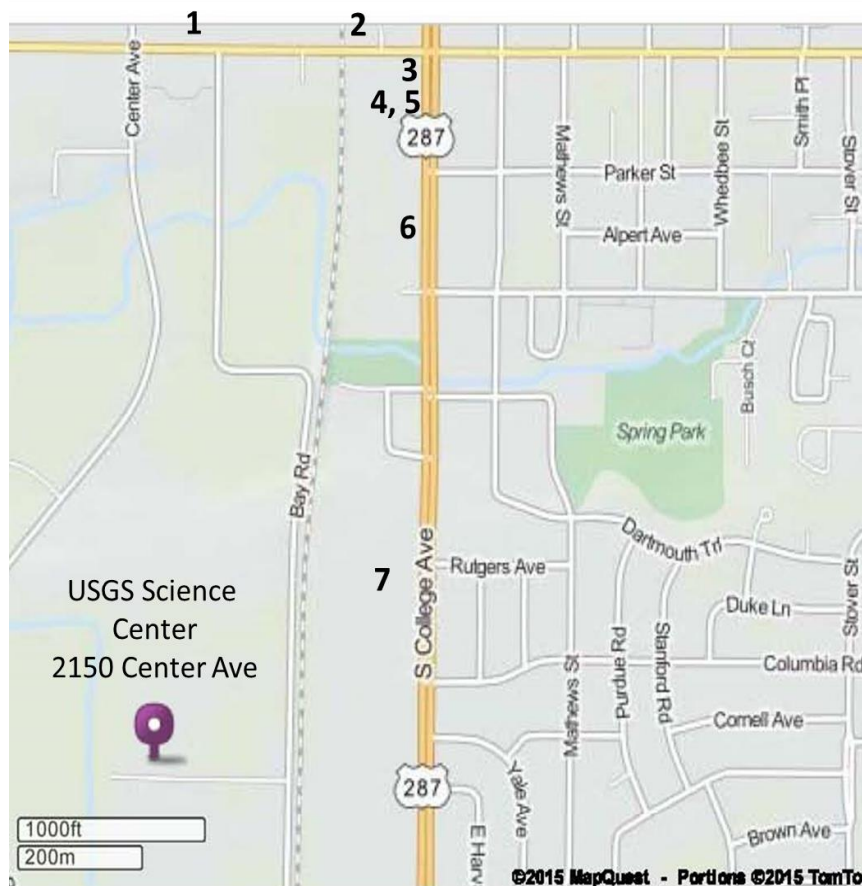 1
2
Center Ave
3
4, 5
287
Mathews St
Whedbee St
Smith Pl
Stover St
Parker St
6
Alpert Ave
Busch Ct
Spring Park
Bay Rd
S College Ave
Dartmouth Trl
7
Rutgers Ave
USGS Science
Center
2150 Center Ave
Duke Ln
Stover St
Purdue Rd
Stanford Rd
Columbia Rd
Mathews St
Cornell Ave
287
Yale Ave
E Harv
Brown Ave
1000ft
200m
©2015 MapQuest - Portions ©2015 TomTo